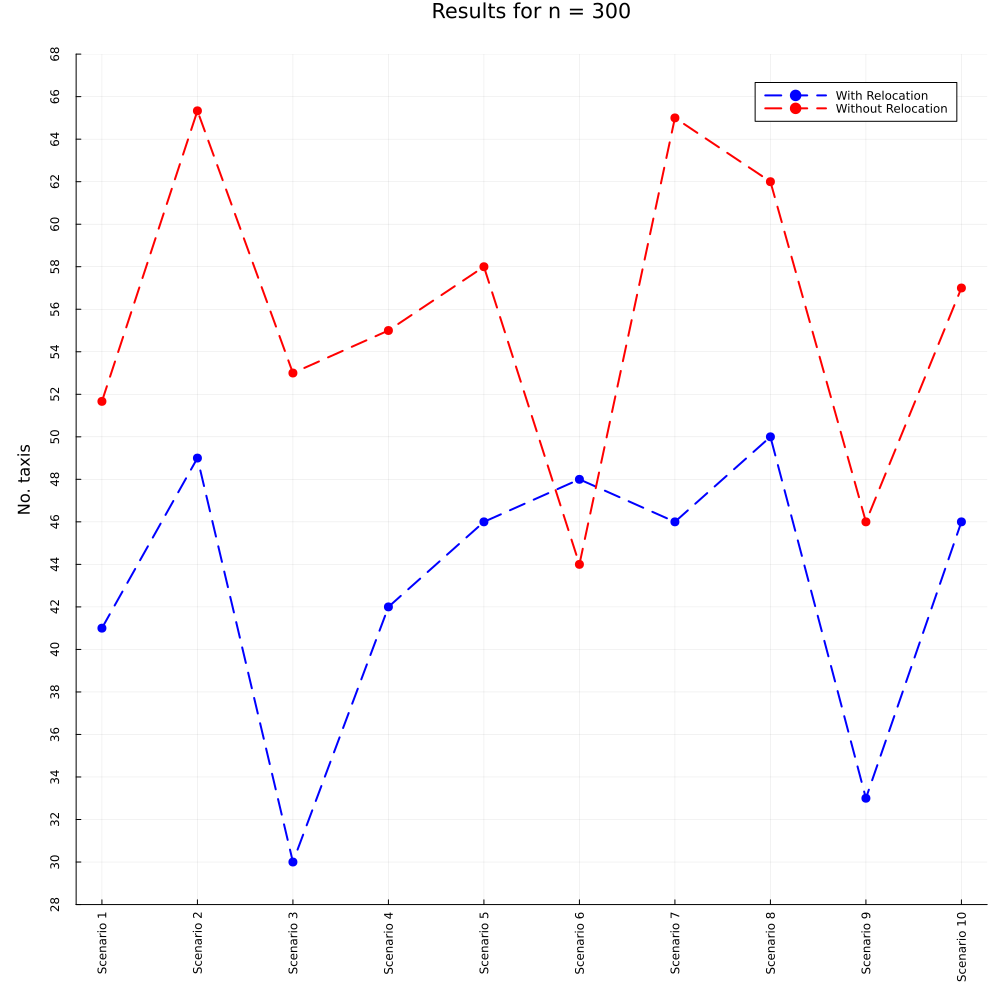 Results for n = 300
With Relocation
Without Relocation
No. taxis
68
66
64
62
60
58
56
54
52
50
48
46
44
42
40
38
36
34
32
30
28
Scenario 1
Scenario 2
Scenario 3
Scenario 4
Scenario 5
Scenario 6
Scenario 7
Scenario 8
Scenario 9
Scenario 10